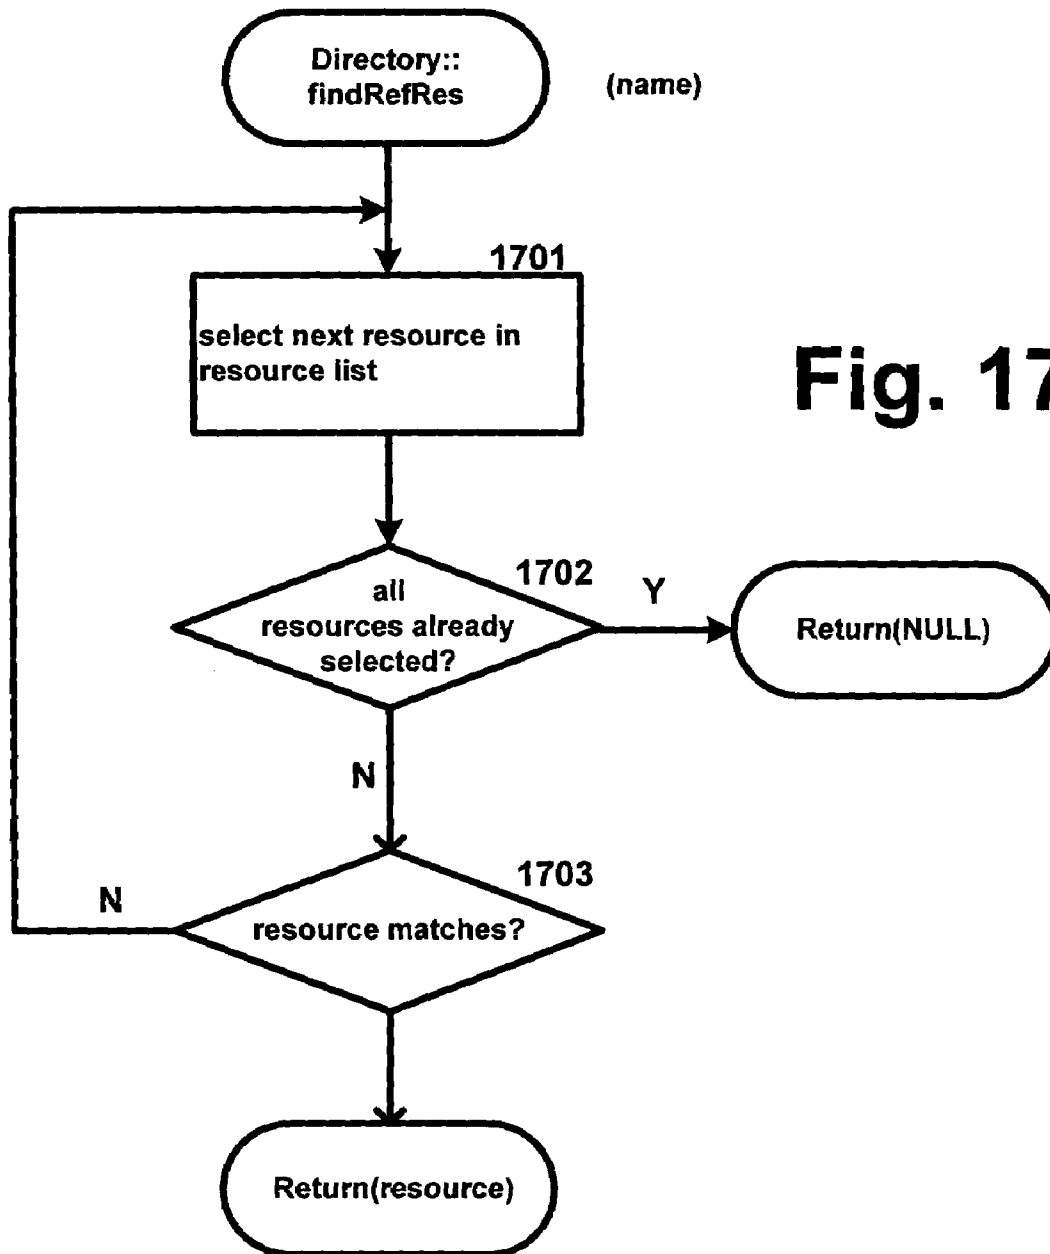 Directory::
findRefRes
(name)
1701
select next resource in
resource list
Fig. 17
1702
all
resources already
selected?
Y
Return(NULL)
N
1703
N
resource matches?
Return(resource)